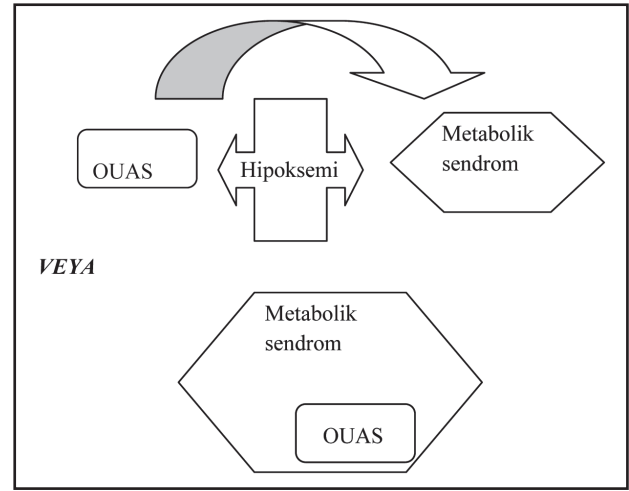 OUAS
Hipoksemi
Metabolik
sendrom
VEYA
Metabolik
sendrom
OUAS